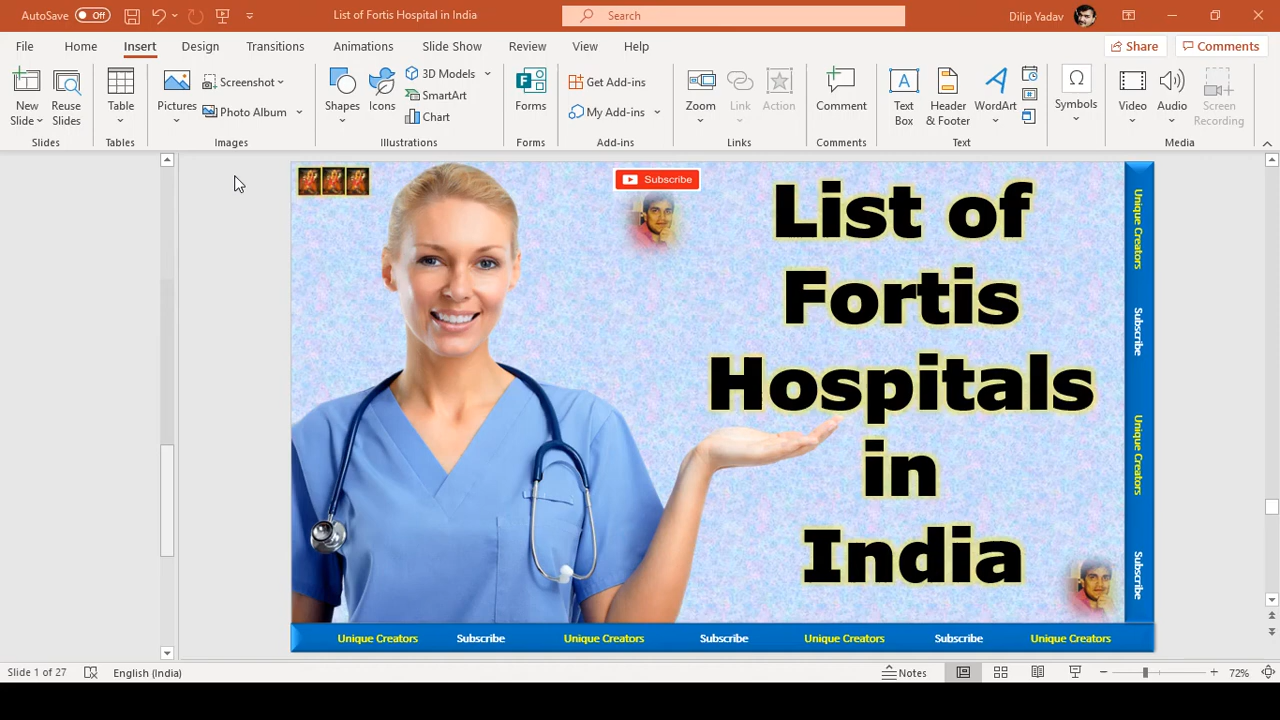 AutoSave Off List of Fortis Hospital in India Search Dilip Yadav
File Home Insert Design Transitions Animations Slide Show Review View Help Share Comments
New Slide
Reuse Slides
Table
Pictures
Screenshot
Photo Album
Shapes
Icons
3D Models
SmartArt
Chart
Forms
Get Add-ins
My Add-ins
Zoom
Link
Action
Comment
Text Box
Header & Footer
WordArt
Symbols
Video
Audio
Screen Recording
Slides Tables Images Illustrations Forms Add-ins Links Comments Text Media
Subscribe
List of
Fortis
Hospitals
in
India
Unique Creators Subscribe Unique Creators Subscribe
Unique Creators Subscribe Unique Creators Subscribe Unique Creators Subscribe Unique Creators
Slide 1 of 27 English (India) Notes 72%